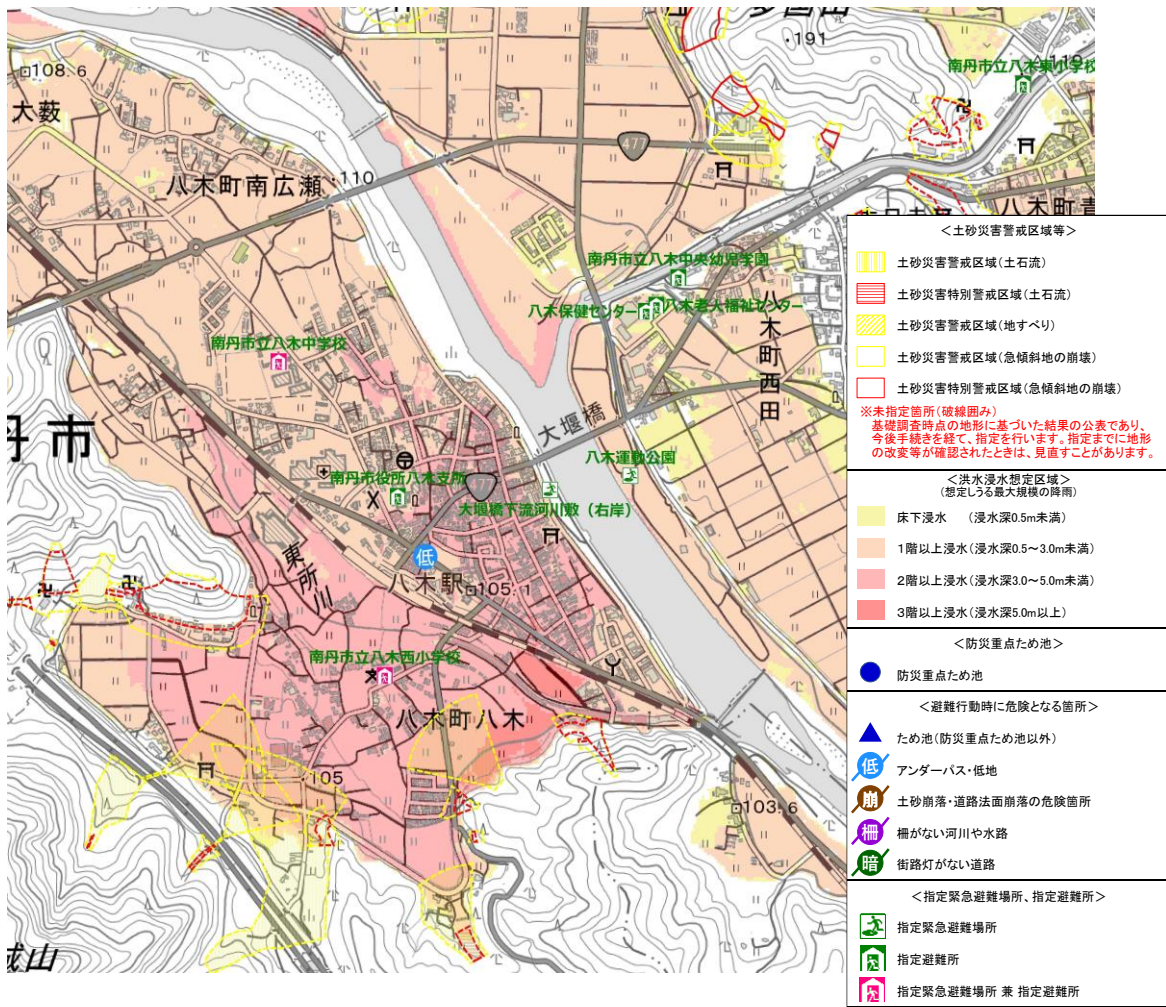 191
南丹市立八木東小学校
110
108.6
大薮
477
八木町南広瀬
110
八木町
南丹市立八木中央幼児学園
八木保健センター
八木老人福祉センター
八木町西田
南丹市立八木中学校
丹市
大堰橋
八木運動公園
南丹市役所八木支所
477
大堰橋下流河川敷（右岸）
低
東所川
八木駅
105.1
南丹市立八木西小学校
八木町八木
105
103.6
城山
＜土砂災害警戒区域等＞
土砂災害警戒区域(土石流)
土砂災害特別警戒区域(土石流)
土砂災害警戒区域(地すべり)
土砂災害警戒区域(急傾斜地の崩壊)
土砂災害特別警戒区域(急傾斜地の崩壊)
※未指定箇所(破線囲み)
基礎調査時点の地形に基づいた結果の公表であり、
今後手続きを経て、指定を行います。指定までに地形
の改変等が確認されたときは、見直すことがあります。
＜洪水浸水想定区域＞
(想定しうる最大規模の降雨)
床下浸水　(浸水深0.5m未満)
1階以上浸水(浸水深0.5～3.0m未満)
2階以上浸水(浸水深3.0～5.0m未満)
3階以上浸水(浸水深5.0m以上)
＜防災重点ため池＞
防災重点ため池
＜避難行動時に危険となる箇所＞
ため池(防災重点ため池以外)
低 アンダーパス・低地
崩 土砂崩落・道路法面崩落の危険箇所
柵 柵がない河川や水路
暗 街路灯がない道路
＜指定緊急避難場所、指定避難所＞
指定緊急避難場所
指定避難所
指定緊急避難場所 兼 指定避難所